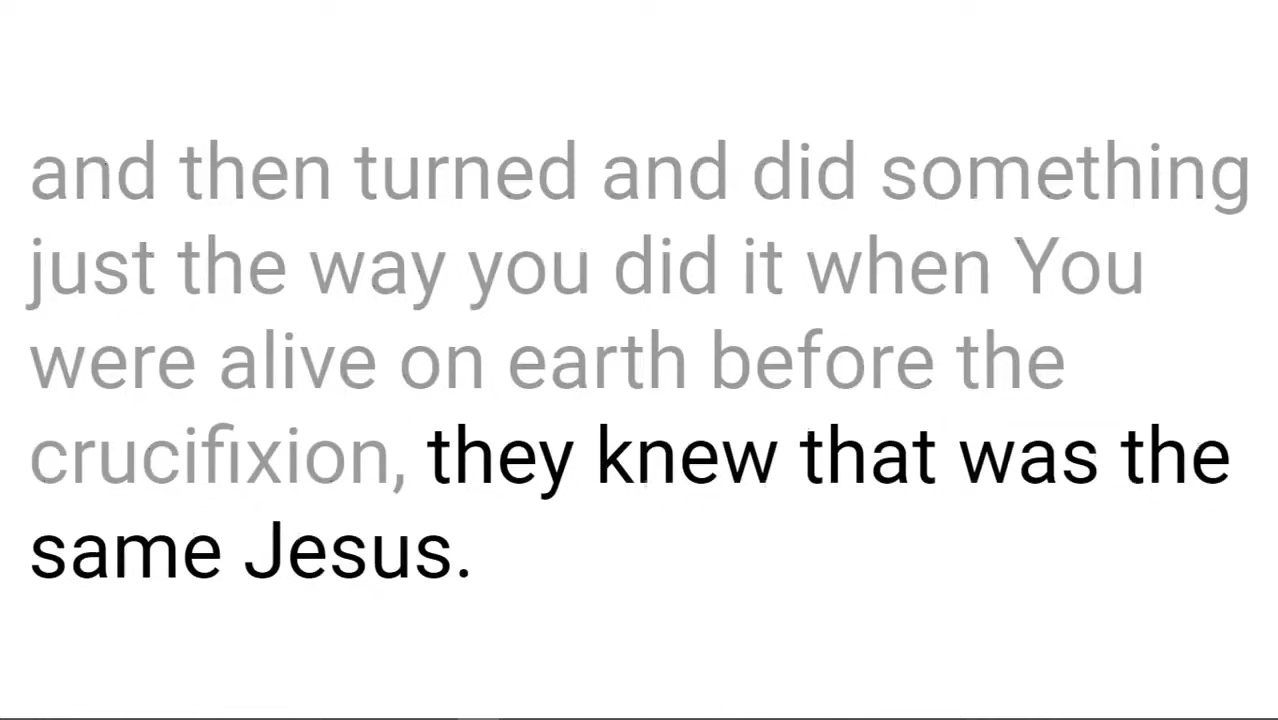 and then turned and did something
just the way you did it when You
were alive on earth before the
crucifixion, they knew that was the
same Jesus.